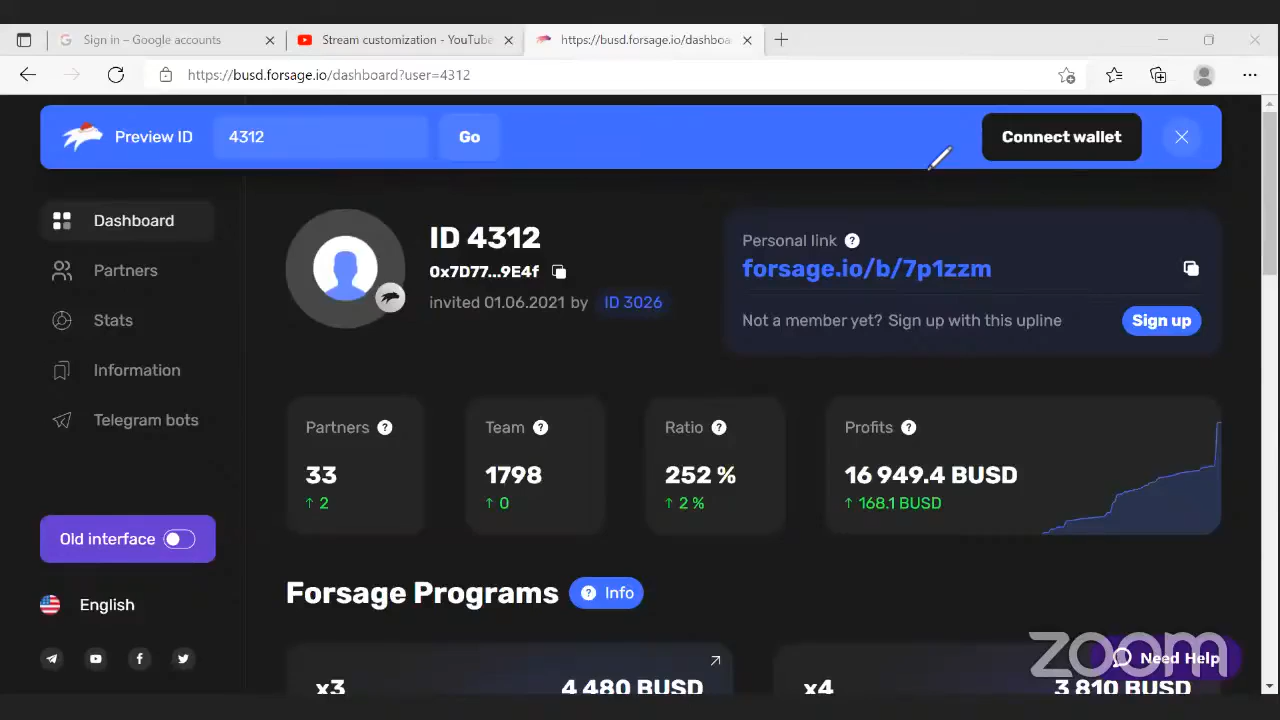 Sign in – Google accounts
Stream customization - YouTube
https://busd.forsage.io/dashboa
https://busd.forsage.io/dashboard?user=4312
Preview ID
4312
Go
Connect wallet
Dashboard
Partners
Stats
Information
Telegram bots
Old interface
English
ID 4312
0x7D77...9E4f
invited 01.06.2021 by ID 3026
Personal link ?
forsage.io/b/7p1zzm
Not a member yet? Sign up with this upline
Sign up
Partners ?
33
↑ 2
Team ?
1798
↑ 0
Ratio ?
252 %
↑ 2 %
Profits ?
16 949.4 BUSD
↑ 168.1 BUSD
Forsage Programs
? Info
x3
4 480 BUSD
x4
3 810 BUSD
zoom
Need Help